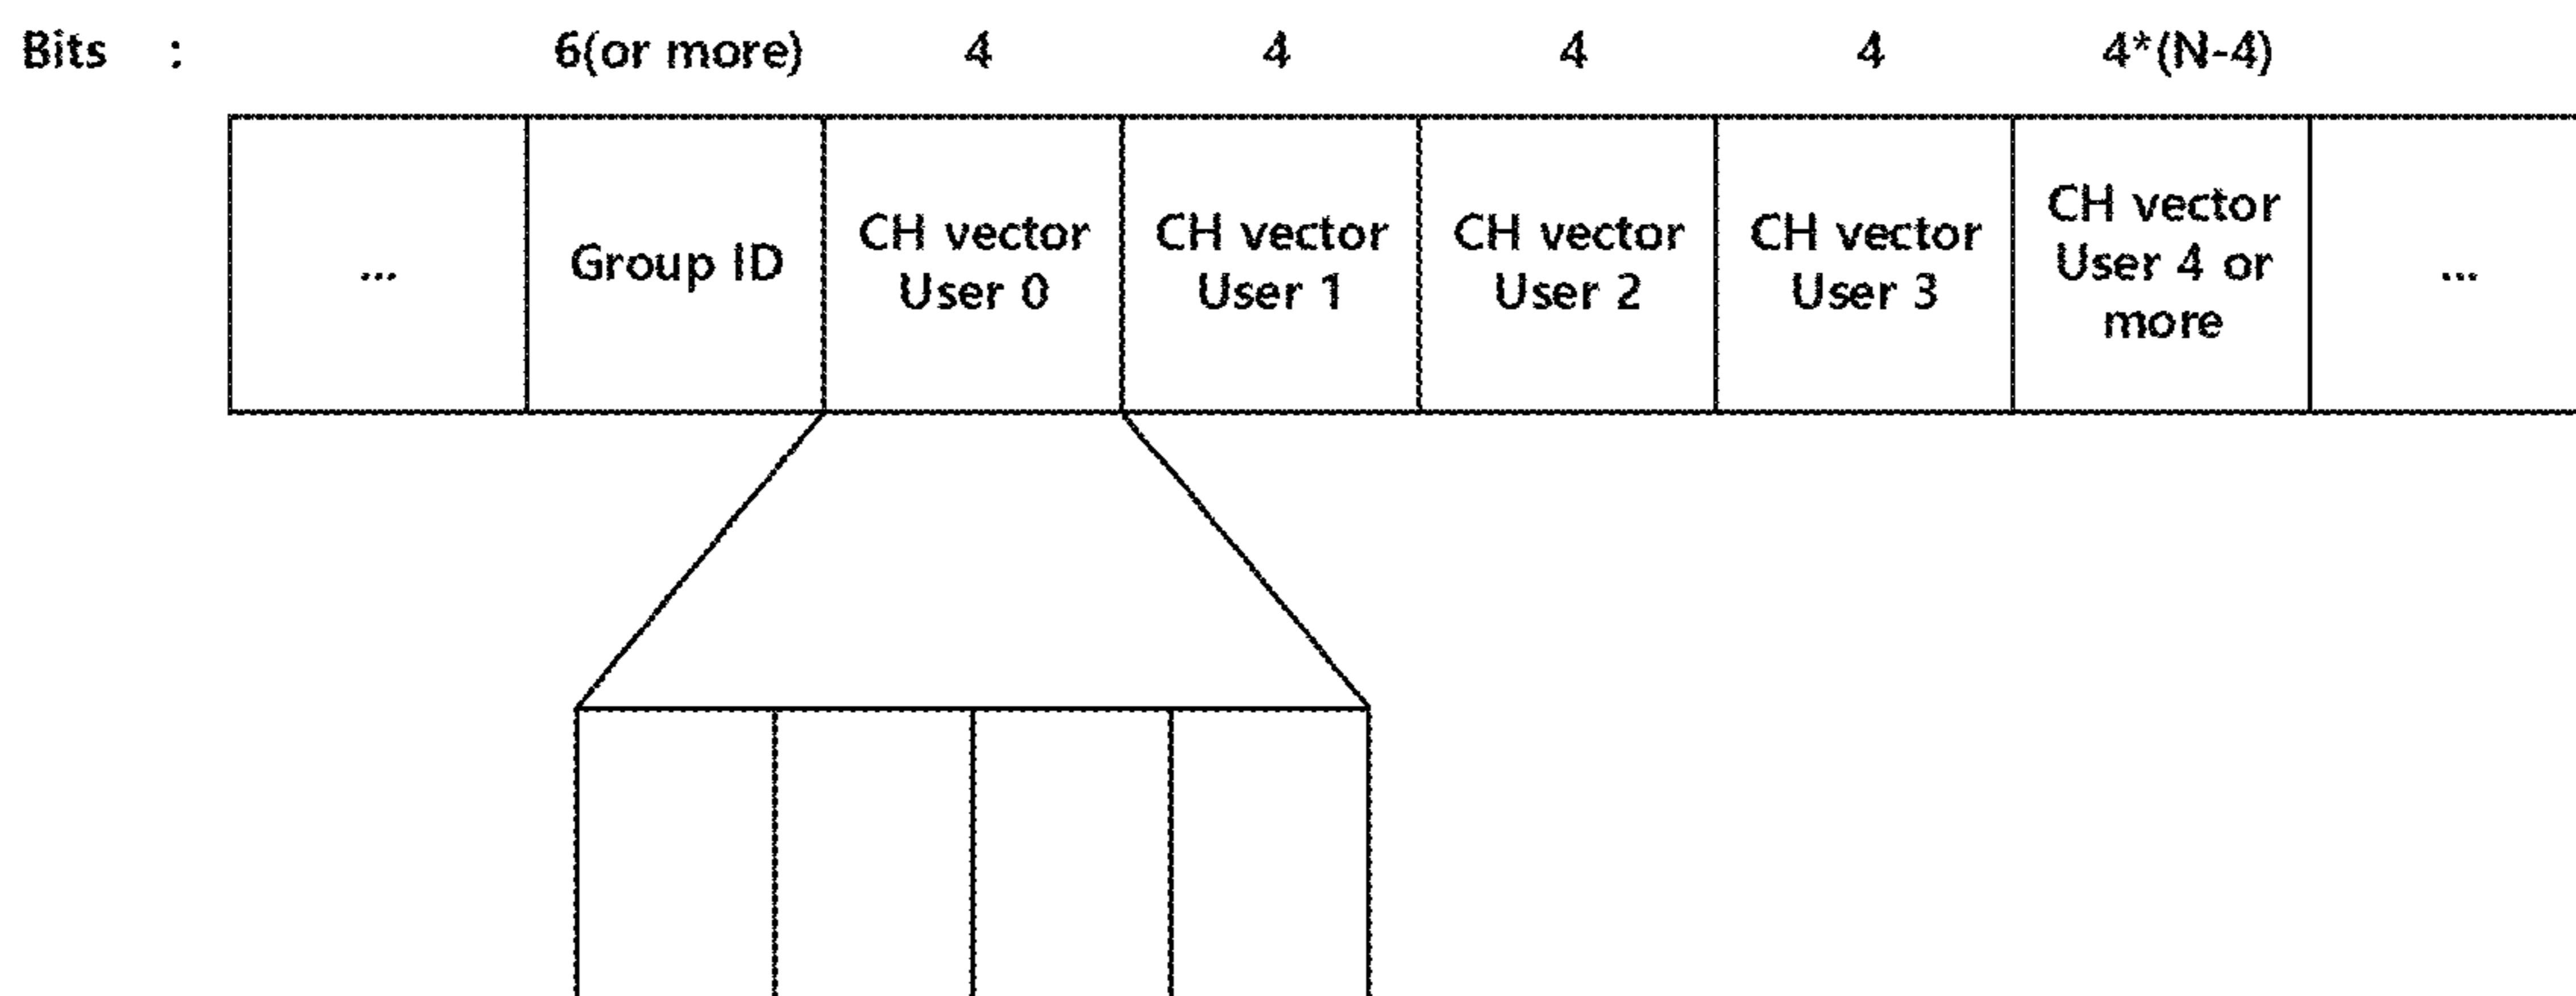 Bits : 6(or more) 4 4 4 4 4*(N-4)
... Group ID CH vector User 0 CH vector User 1 CH vector User 2 CH vector User 3 CH vector User 4 or more ...